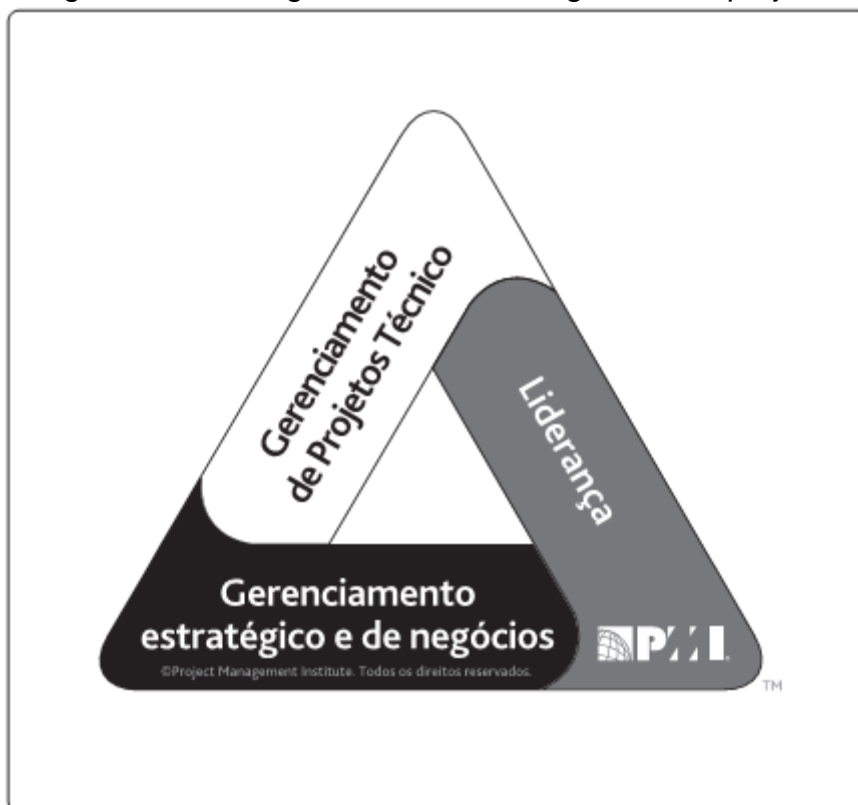 Gerenciamento
de Projetos Técnico
Liderança
Gerenciamento
estratégico e de negócios
©Project Management Institute. Todos os direitos reservados.
PMI
TM